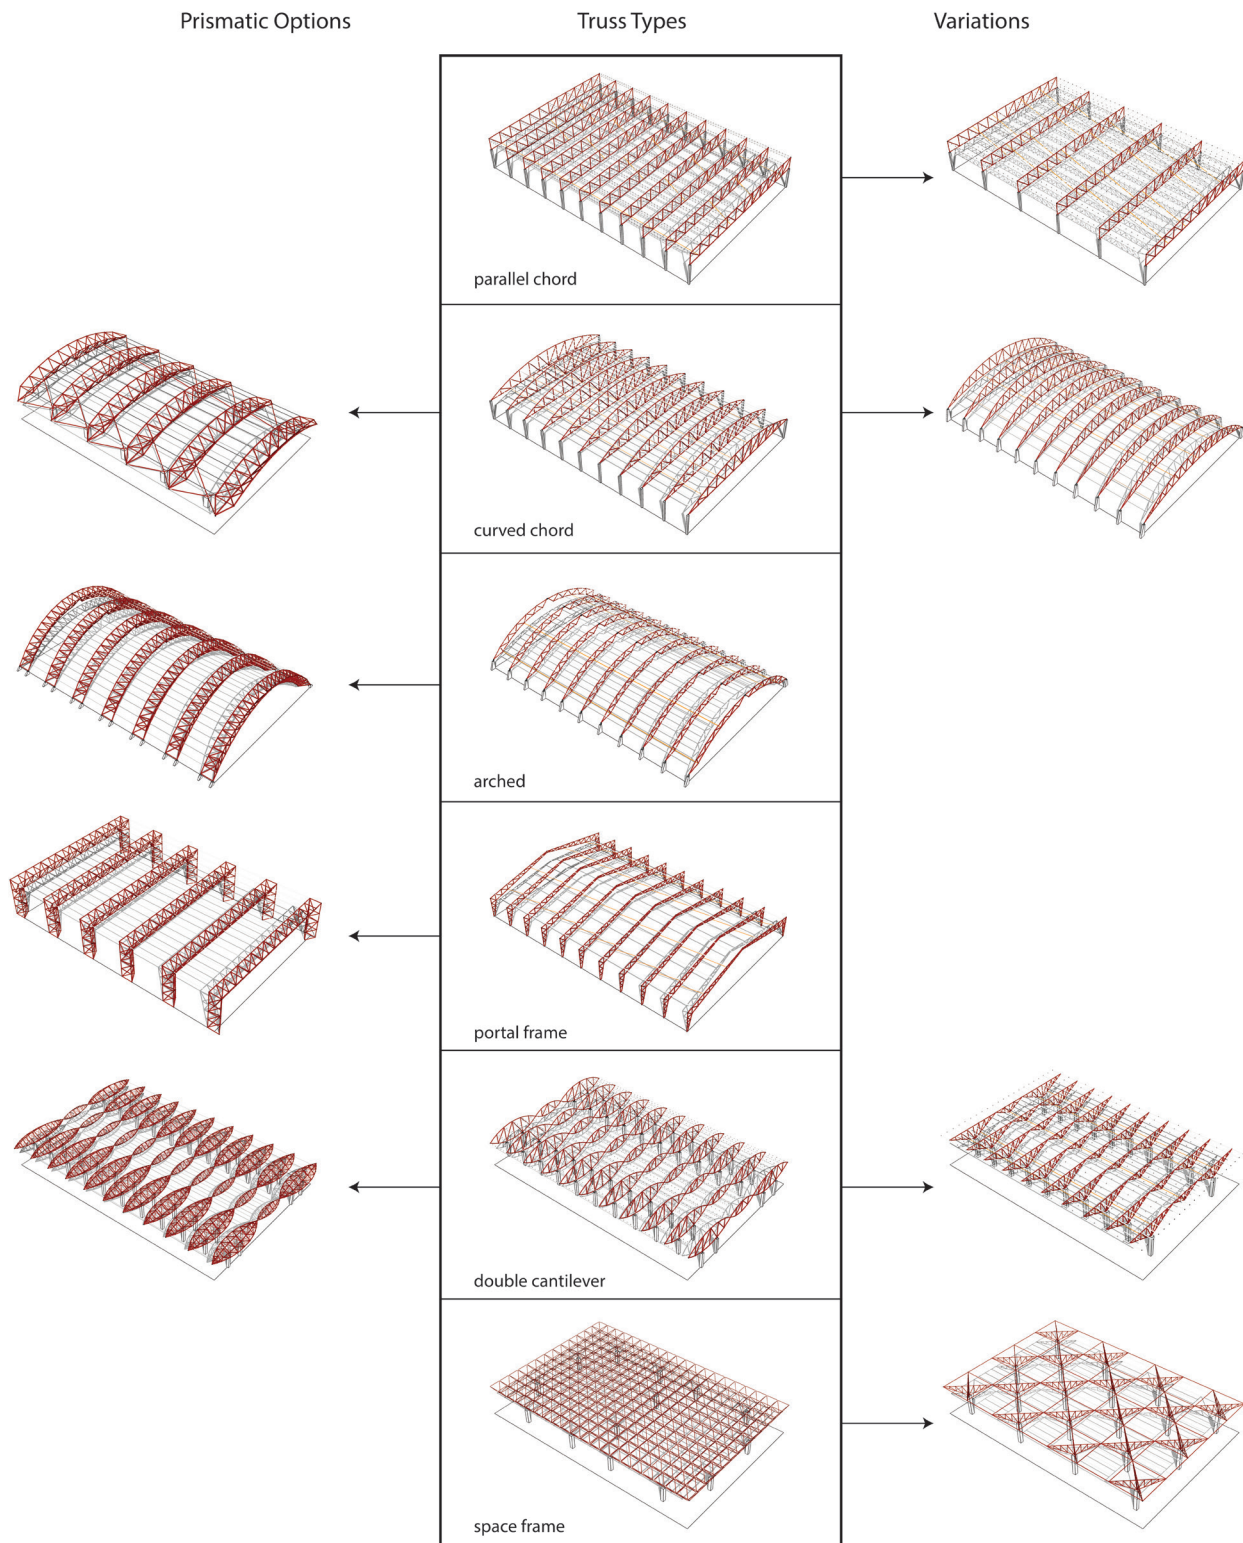 Prismatic Options
Truss Types
Variations
parallel chord
curved chord
arched
portal frame
double cantilever
space frame